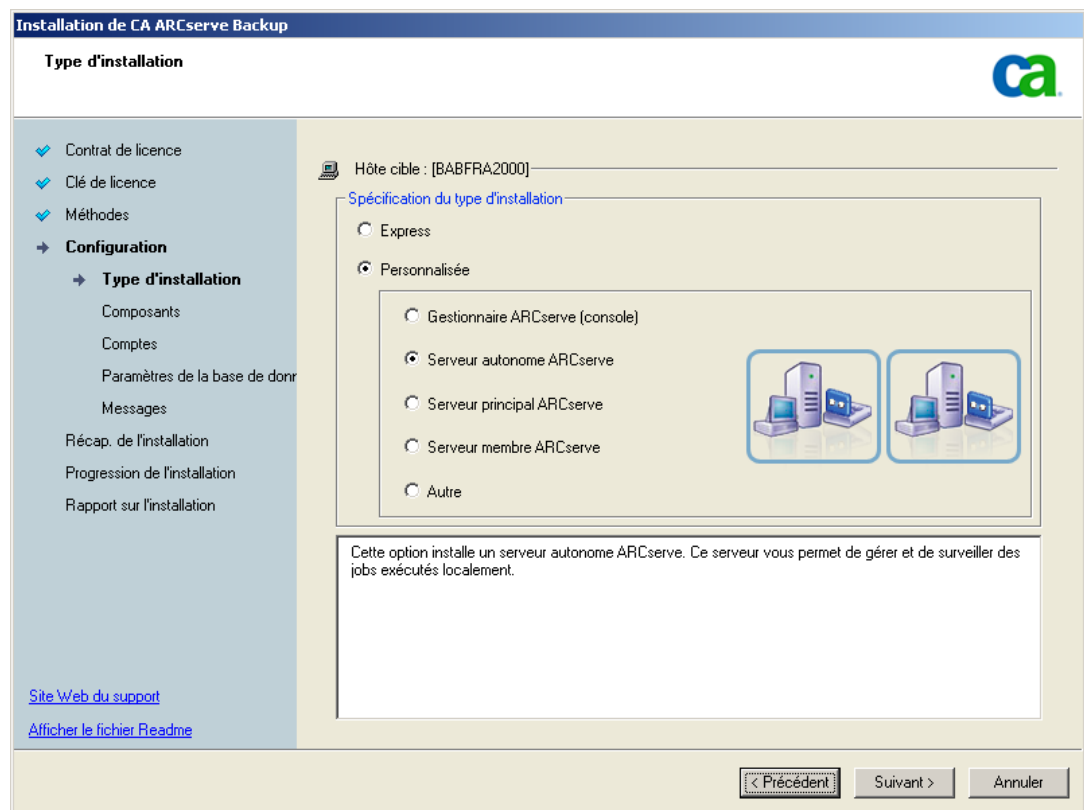 Installation de CA ARCserve Backup
Type d'installation
ca
Contrat de licence
Clé de licence
Méthodes
Configuration
Type d'installation
Composants
Comptes
Paramètres de la base de donr
Messages
Récap. de l'installation
Progression de l'installation
Rapport sur l'installation
Site Web du support
Afficher le fichier Readme
Hôte cible : [BABFRA2000]
Spécification du type d'installation
Express
Personnalisée
Gestionnaire ARCserve (console)
Serveur autonome ARCserve
Serveur principal ARCserve
Serveur membre ARCserve
Autre
Cette option installe un serveur autonome ARCserve. Ce serveur vous permet de gérer et de surveiller des
jobs exécutés localement.
< Précédent
Suivant >
Annuler